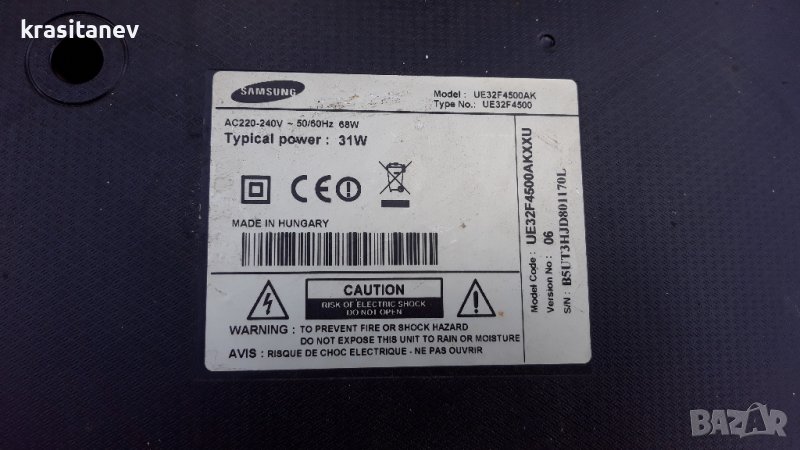 krasitanev
SAMSUNG
Model : UE32F4500AK
Type No.: UE32F4500
AC220-240V ~ 50/60Hz 68W
Typical power : 31W
MADE IN HUNGARY
CAUTION
RISK OF ELECTRIC SHOCK
DO NOT OPEN
WARNING : TO PREVENT FIRE OR SHOCK HAZARD
DO NOT EXPOSE THIS UNIT TO RAIN OR MOISTURE
AVIS : RISQUE DE CHOC ELECTRIQUE - NE PAS OUVRIR
Model Code : UE32F4500AKXXU
Version No : 06
S/N : B5UT3HJD801170L
BAZAR